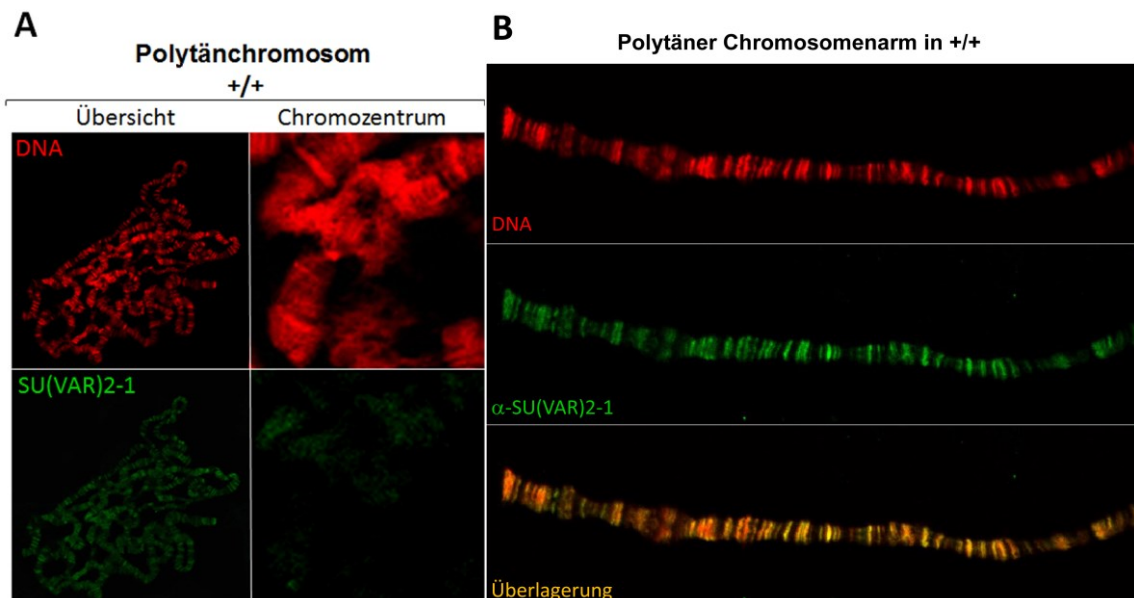 A
Polytänchromosom
+/+
Übersicht
Chromozentrum
DNA
SU(VAR)2-1
B
Polytäner Chromosomenarm in +/+
DNA
α-SU(VAR)2-1
Überlagerung